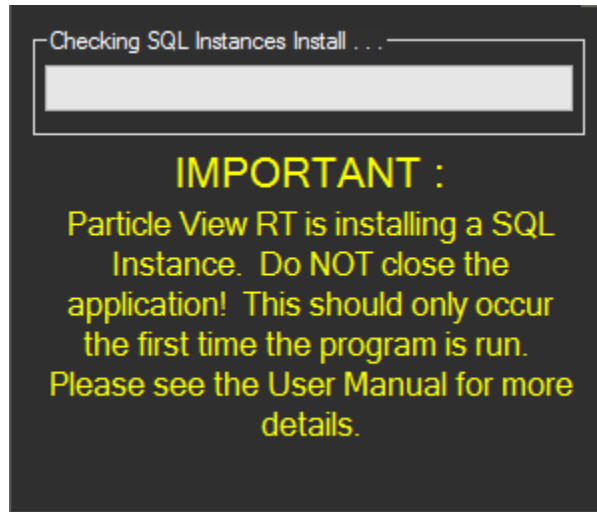 Checking SQL Instances Install . . .
IMPORTANT :
Particle View RT is installing a SQL
Instance.  Do NOT close the
application!  This should only occur
the first time the program is run.
Please see the User Manual for more
details.